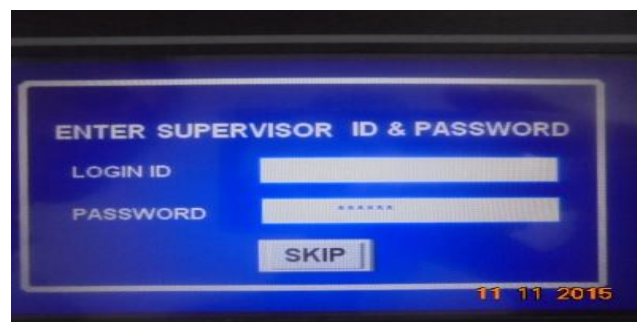 ENTER SUPERVISOR ID & PASSWORD
LOGIN ID
PASSWORD ******
SKIP
11 11 2015